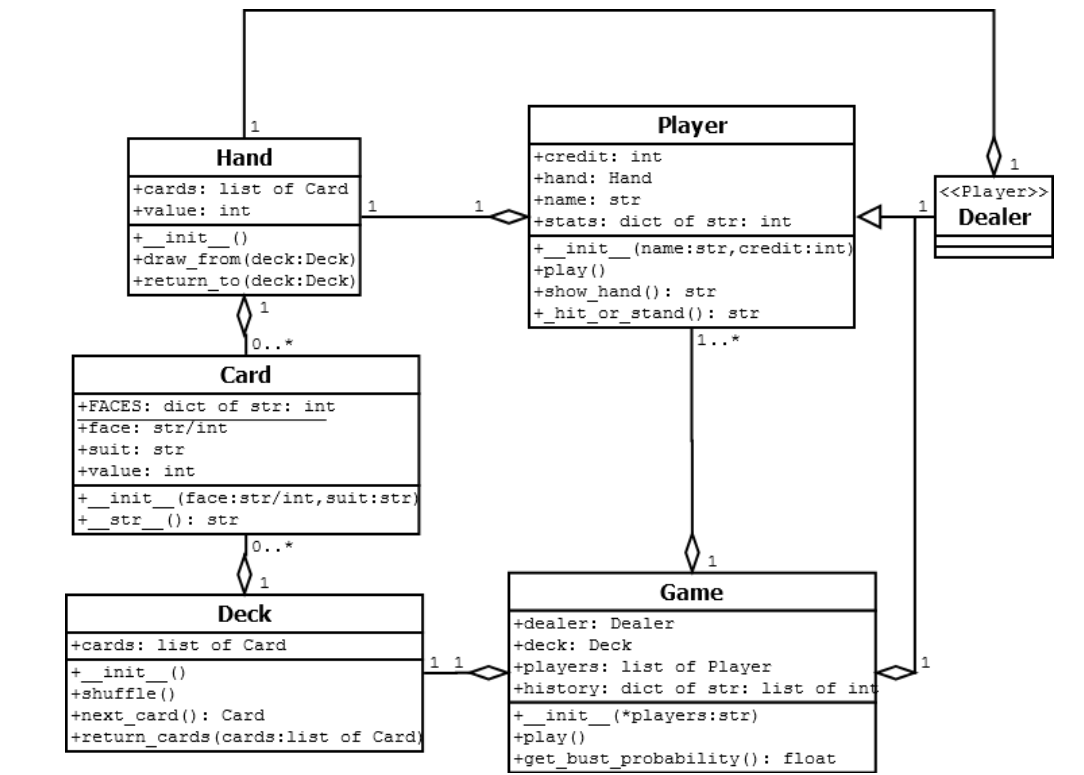 1
Hand
+cards: list of Card
+value: int
+__init__()
+draw_from(deck:Deck)
+return_to(deck:Deck)
1
1
Player
+credit: int
+hand: Hand
+name: str
+stats: dict of str: int
+__init__(name:str,credit:int)
+play()
+show_hand(): str
+_hit_or_stand(): str
1
1
<<Player>>
Dealer
1
0..*
1..*
Card
+FACES: dict of str: int
+face: str/int
+suit: str
+value: int
+__init__(face:str/int,suit:str)
+__str__(): str
0..*
1
1
Deck
+cards: list of Card
+__init__()
+shuffle()
+next_card(): Card
+return_cards(cards:list of Card)
1 1
Game
+dealer: Dealer
+deck: Deck
+players: list of Player
+history: dict of str: list of int
+__init__(*players:str)
+play()
+get_bust_probability(): float
1